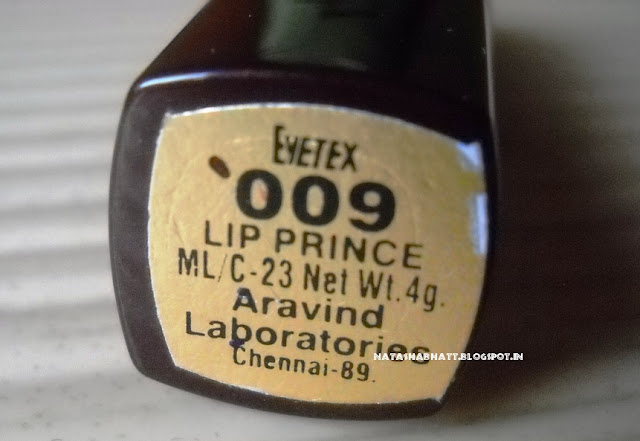 EYETEX
009
LIP PRINCE
ML/C-23 Net Wt.4g.
Aravind
Laboratories
Chennai-89.
NATASHABHATT.BLOGSPOT.IN